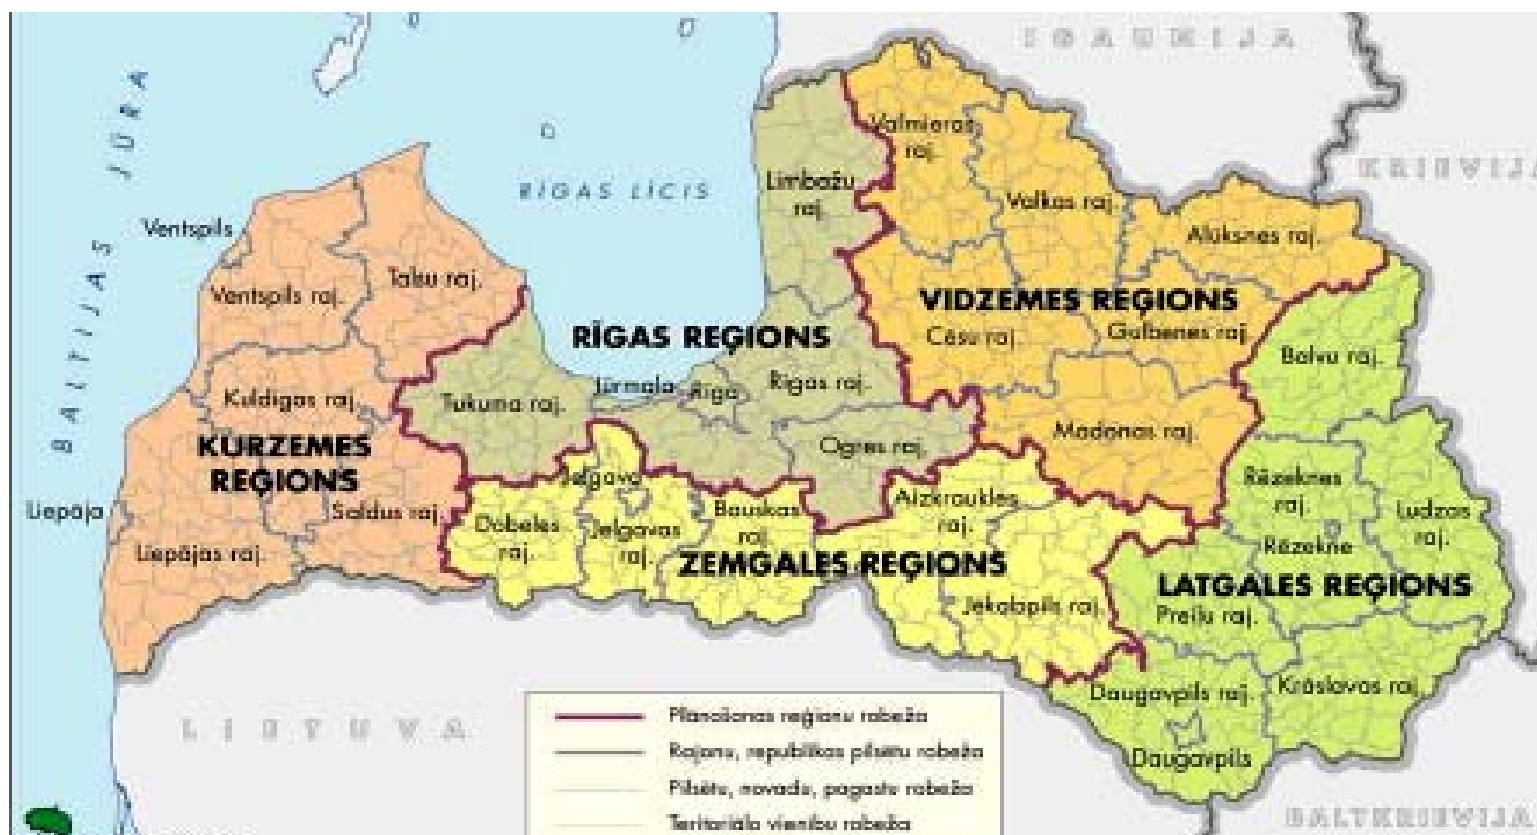 IGAUNIJA
KRIEVIJA
BALTIJAS JŪRA
RĪGAS LĪCIS
Valmieras
raj.
Limbažu
raj.
Valkas raj.
Alūksnes raj.
Ventspils
Ventspils raj.
Talsu raj.
VIDZEMES REĢIONS
Cēsu raj.
Gulbenes raj.
RĪGAS REĢIONS
Balvu raj.
Jūrmala
Rīga
Rīgas raj.
Kuldīgas raj.
Tukuma raj.
Madonas raj.
Ogres raj.
KURZEMES
REĢIONS
Jelgava
Rēzeknes
raj.
Aizkraukles
raj.
Liepāja
Saldus raj.
Dobeles
raj.
Jelgavas
raj.
Bauskas
raj.
Ludzas
raj.
Rēzekne
Liepājas raj.
ZEMGALES REĢIONS
LATGALES REĢIONS
Jēkabpils raj.
Preiļu raj.
Daugavpils raj.
Krāslavas raj.
LIETUVA
Daugavpils
Plānošanas reģionu robeža
Rajonu, republikas pilsētu robeža
Pilsētu, novadu, pagastu robeža
Teritoriālo vienību robeža
BALTKRIEVIJA